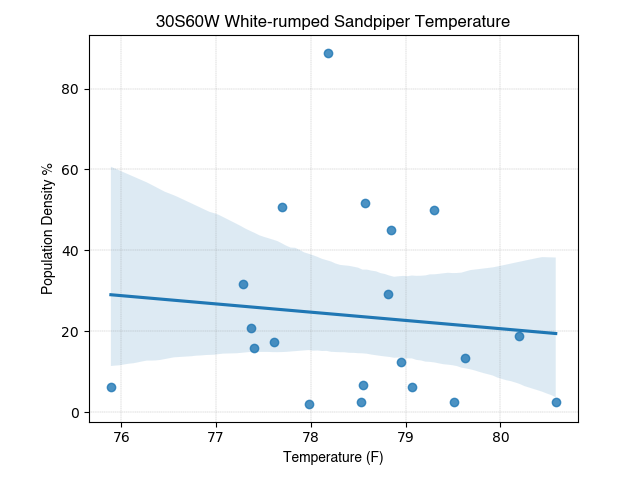 30S60W White-rumped Sandpiper Temperature
Population Density %
80
60
40
20
0
76 77 78 79 80
Temperature (F)